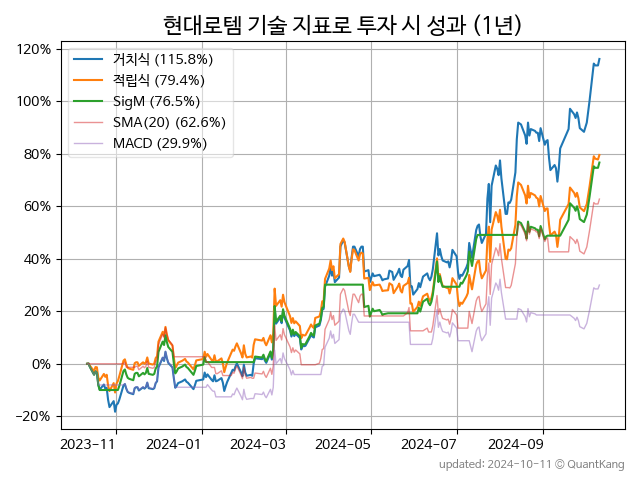 현대로템 기술 지표로 투자 시 성과 (1년)
거치식 (115.8%)
적립식 (79.4%)
SigM (76.5%)
SMA(20) (62.6%)
MACD (29.9%)
120%
100%
80%
60%
40%
20%
0%
−20%
2023-11 2024-01 2024-03 2024-05 2024-07 2024-09
updated: 2024-10-11 © QuantKang